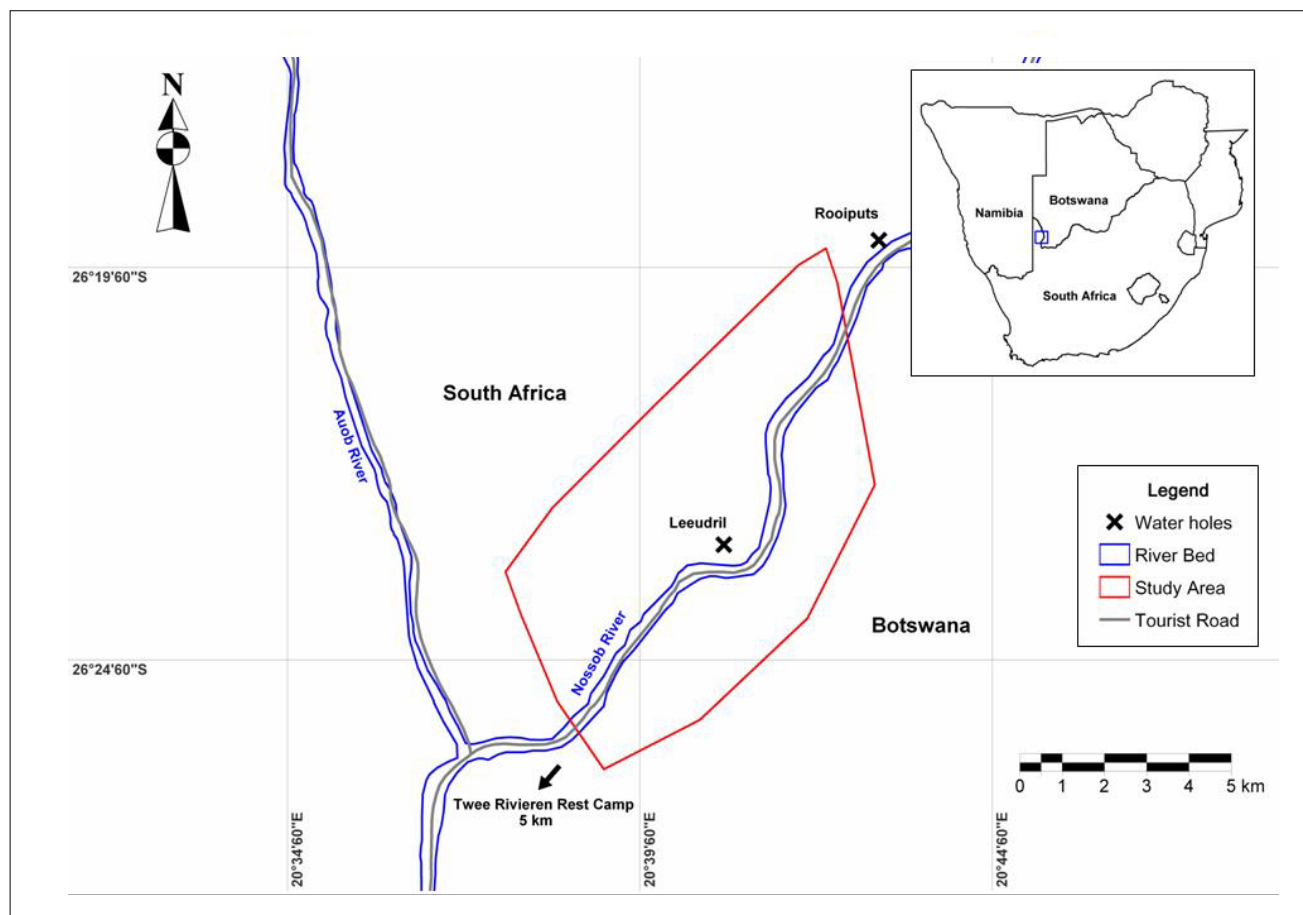 N
Rooiputs
Namibia
Botswana
South Africa
26°19'60"S
South Africa
Auob River
Leeudril
Legend
Water holes
River Bed
Study Area
Tourist Road
Nossob River
Botswana
26°24'60"S
0 1 2 3 4 5 km
Twee Rivieren Rest Camp
5 km
20°34'60"E
20°39'60"E
20°44'60"E